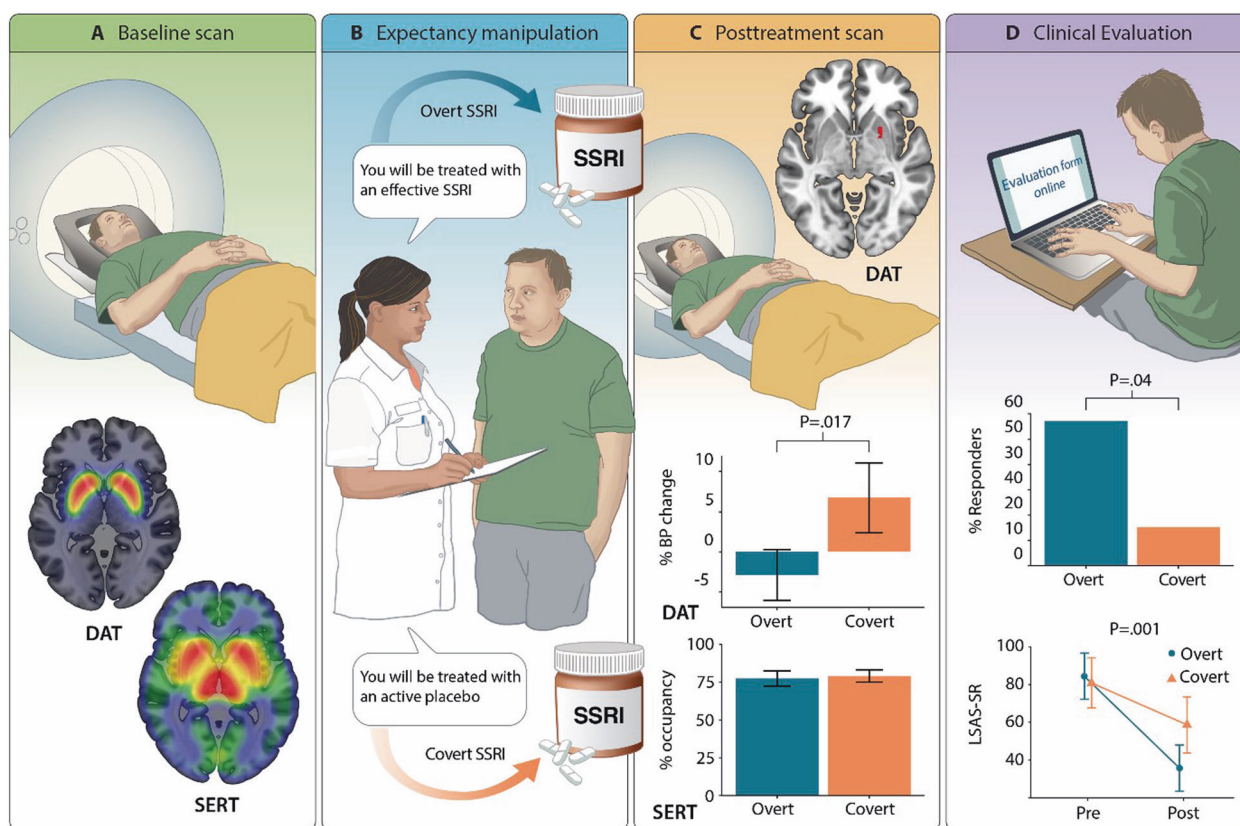 A Baseline scan
DAT
SERT
B Expectancy manipulation
Overt SSRI
SSRI
You will be treated with
an effective SSRI
You will be treated with
an active placebo
SSRI
Covert SSRI
C Posttreatment scan
DAT
P=.017
10
5
0
-5
% BP change
DAT
Overt
Covert
100
75
50
25
0
% occupancy
SERT
Overt
Covert
D Clinical Evaluation
Evaluation form
online
P=.04
60
50
30
30
20
10
0
% Responders
Overt
Covert
P=.001
100
80
60
40
LSAS-SR
Overt
Covert
Pre
Post